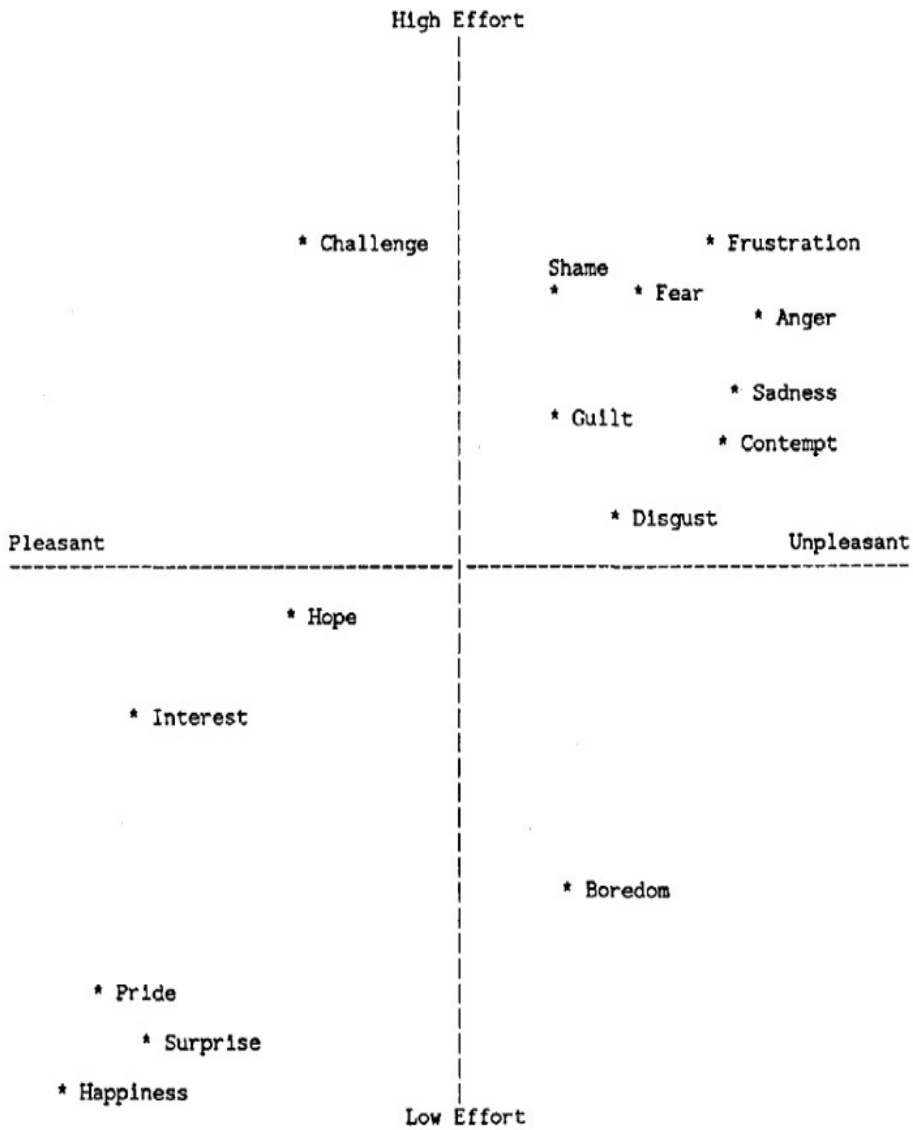 High Effort
* Challenge
* Frustration
Shame
*
* Fear
* Anger
* Sadness
* Guilt
* Contempt
* Disgust
Pleasant
Unpleasant
* Hope
* Interest
* Boredom
* Pride
* Surprise
* Happiness
Low Effort